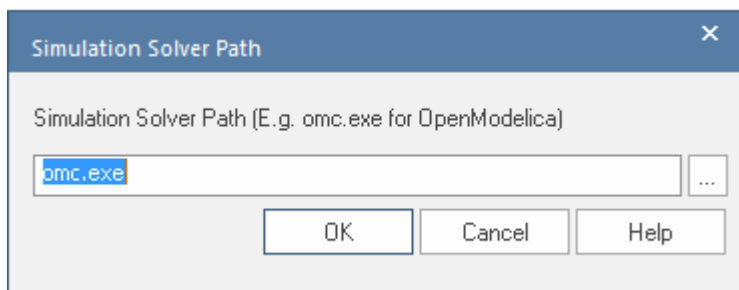 Simulation Solver Path
Simulation Solver Path (E.g. omc.exe for OpenModelica)
omc.exe
...
OK Cancel Help